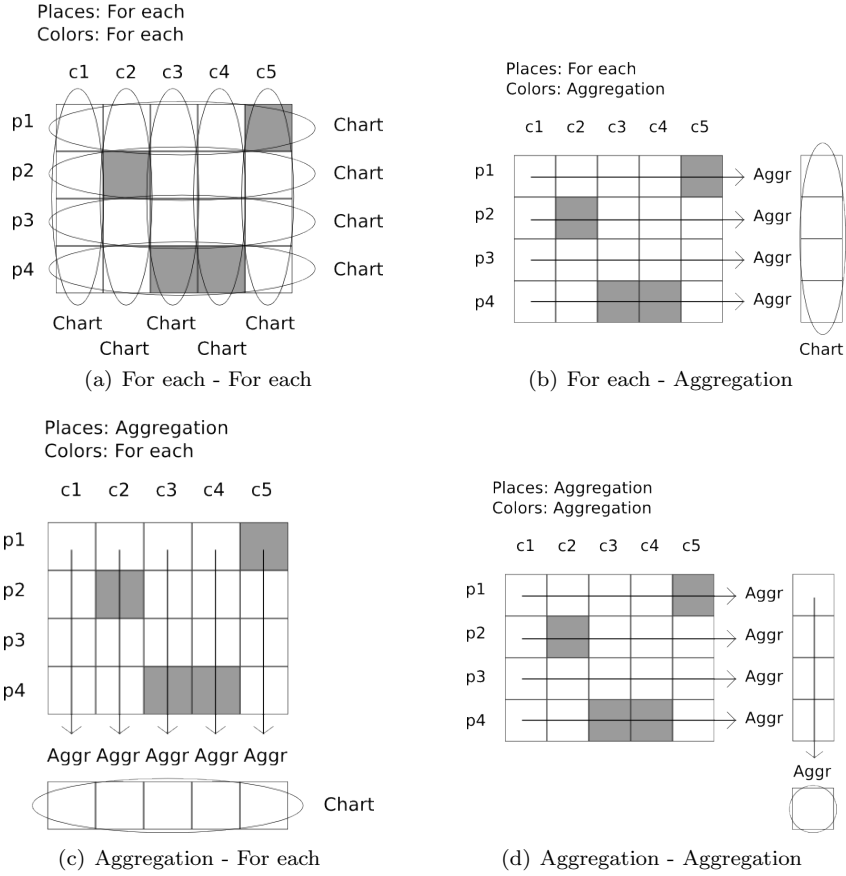 Places: For each
Colors: For each
c1 c2 c3 c4 c5
p1 Chart
p2 Chart
p3 Chart
p4 Chart
Chart Chart Chart
Chart Chart
(a) For each - For each
Places: For each
Colors: Aggregation
c1 c2 c3 c4 c5
p1 Aggr
p2 Aggr
p3 Aggr
p4 Aggr
Chart
(b) For each - Aggregation
Places: Aggregation
Colors: For each
c1 c2 c3 c4 c5
p1
p2
p3
p4
Aggr Aggr Aggr Aggr Aggr
Chart
(c) Aggregation - For each
Places: Aggregation
Colors: Aggregation
c1 c2 c3 c4 c5
p1 Aggr
p2 Aggr
p3 Aggr
p4 Aggr
Aggr
(d) Aggregation - Aggregation